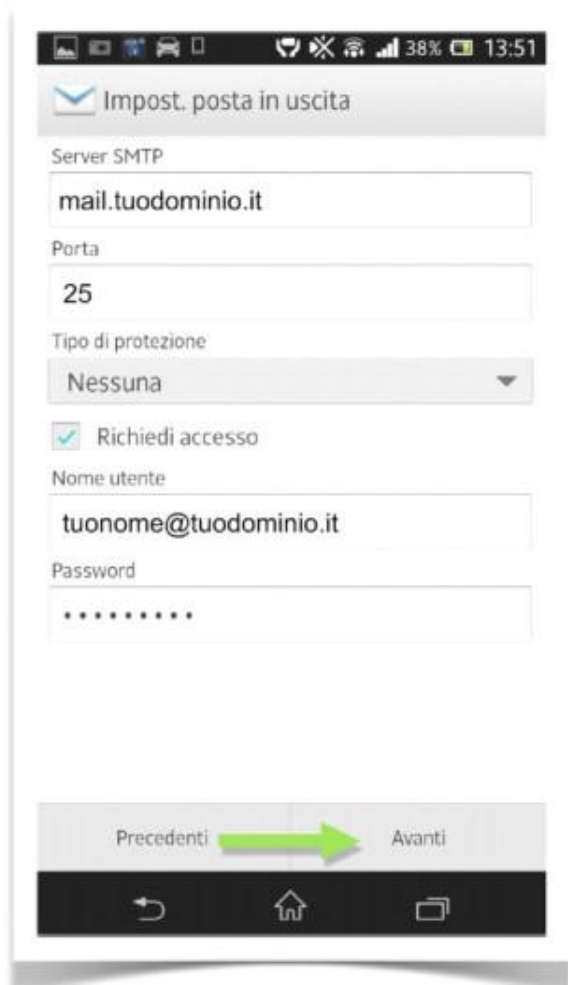 38% 13:51
Impost. posta in uscita
Server SMTP
mail.tuodominio.it
Porta
25
Tipo di protezione
Nessuna
Richiedi accesso
Nome utente
tuonome@tuodominio.it
Password
•••••••••
Precedenti Avanti